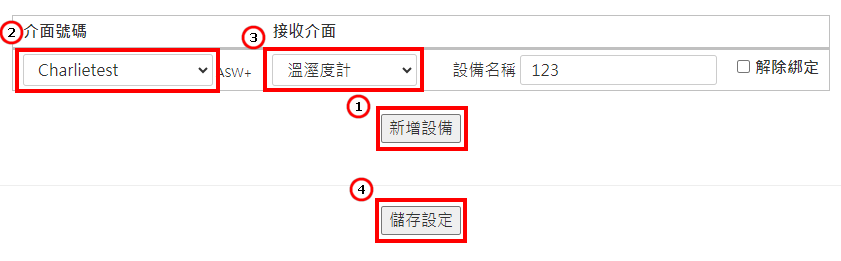 ② 介面號碼 ③ 接收介面
Charlietest ASW+ 溫溼度計 設備名稱 123 解除綁定
① 新增設備
④ 儲存設定